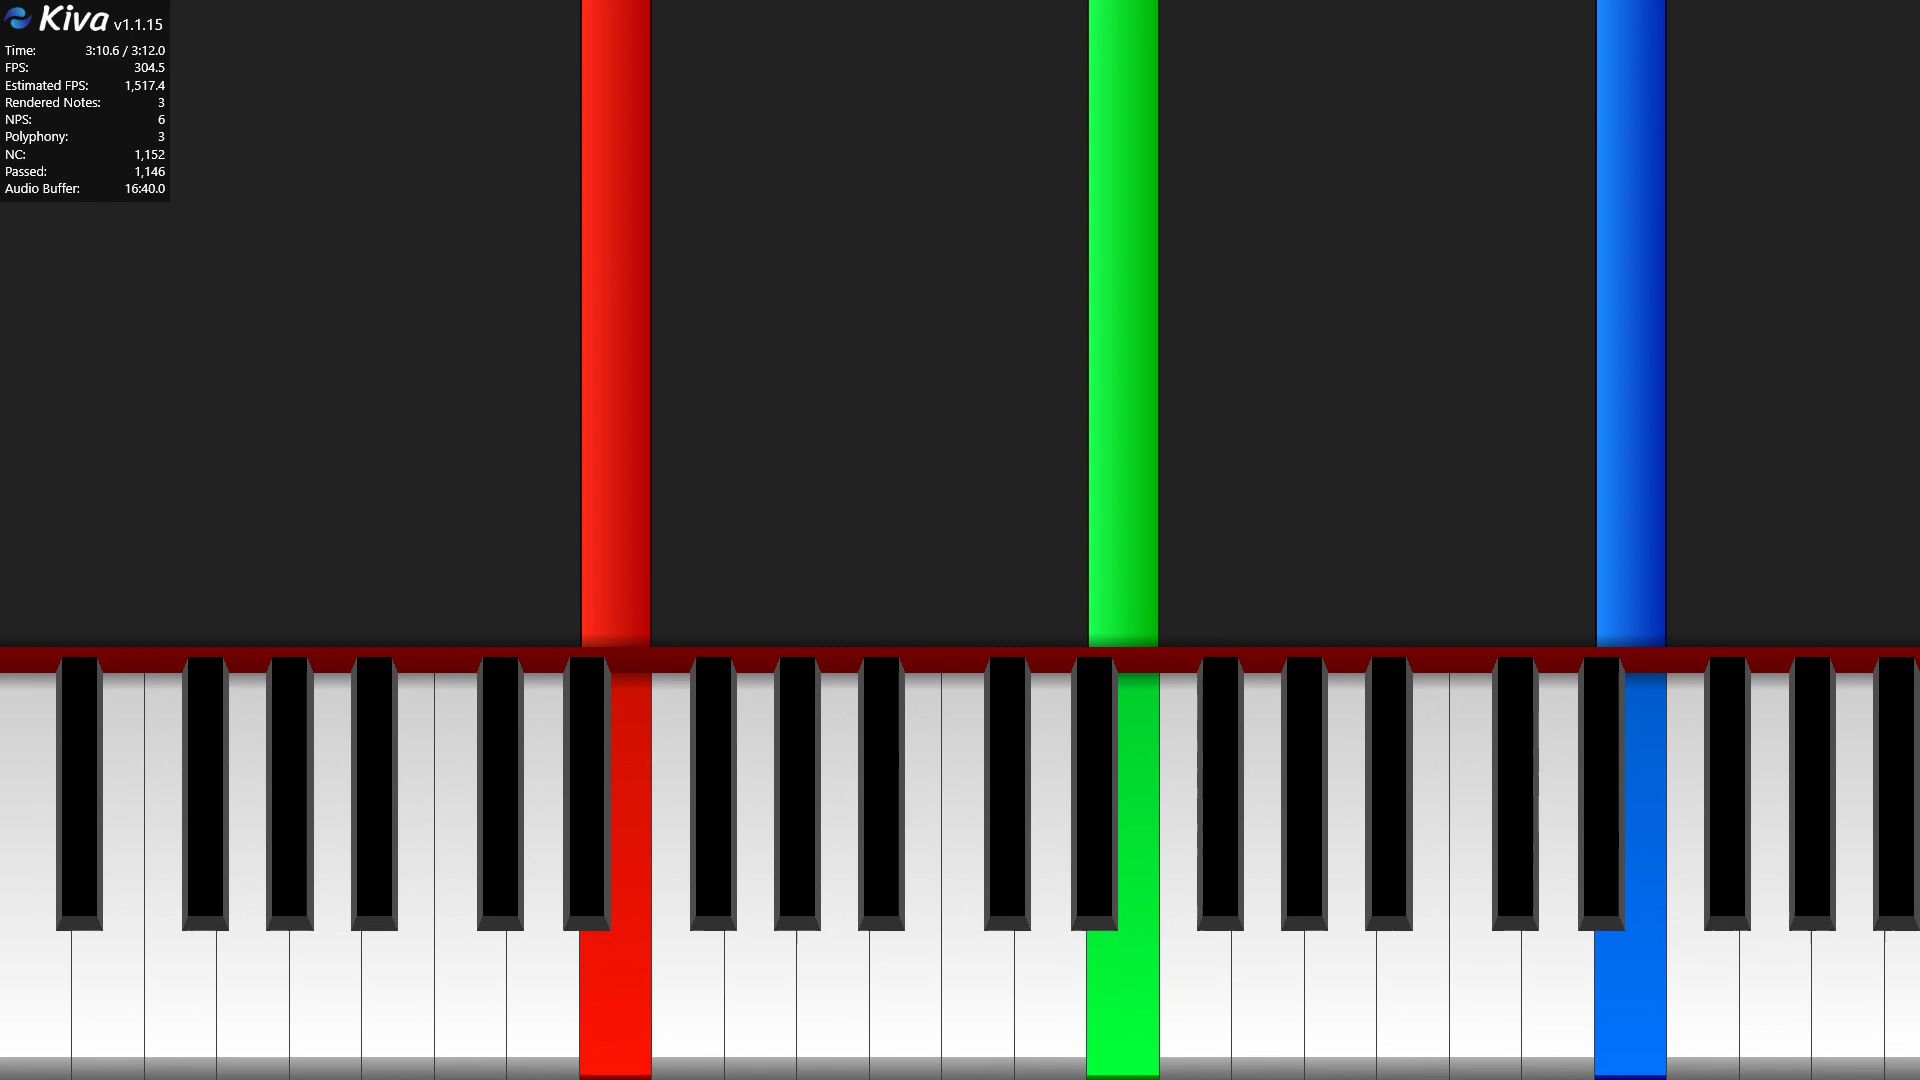 Kiva v1.1.15
Time: 3:10.6 / 3:12.0
FPS: 304.5
Estimated FPS: 1,517.4
Rendered Notes: 3
NPS: 6
Polyphony: 3
NC: 1,152
Passed: 1,146
Audio Buffer: 16:40.0